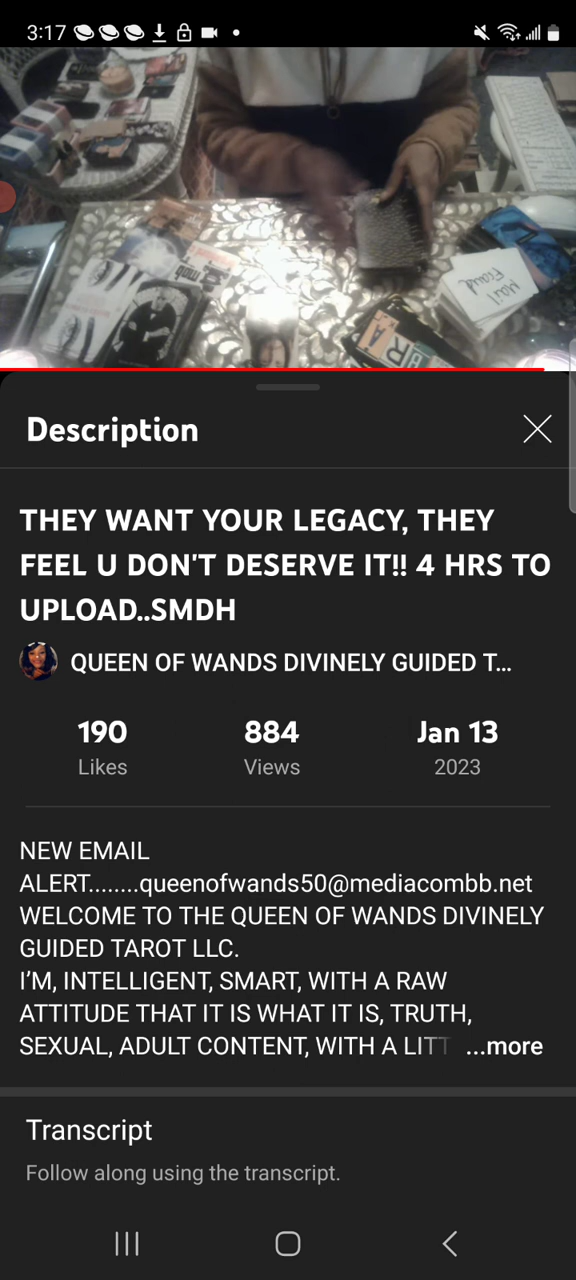 3:17
Mail
Fraud
Description
THEY WANT YOUR LEGACY, THEY
FEEL U DON'T DESERVE IT!! 4 HRS TO
UPLOAD..SMDH
QUEEN OF WANDS DIVINELY GUIDED T...
190 884 Jan 13
Likes Views 2023
NEW EMAIL
ALERT........queenofwands50@mediacombb.net
WELCOME TO THE QUEEN OF WANDS DIVINELY
GUIDED TAROT LLC.
I'M, INTELLIGENT, SMART, WITH A RAW
ATTITUDE THAT IT IS WHAT IT IS, TRUTH,
SEXUAL, ADULT CONTENT, WITH A LITT ...more
Transcript
Follow along using the transcript.